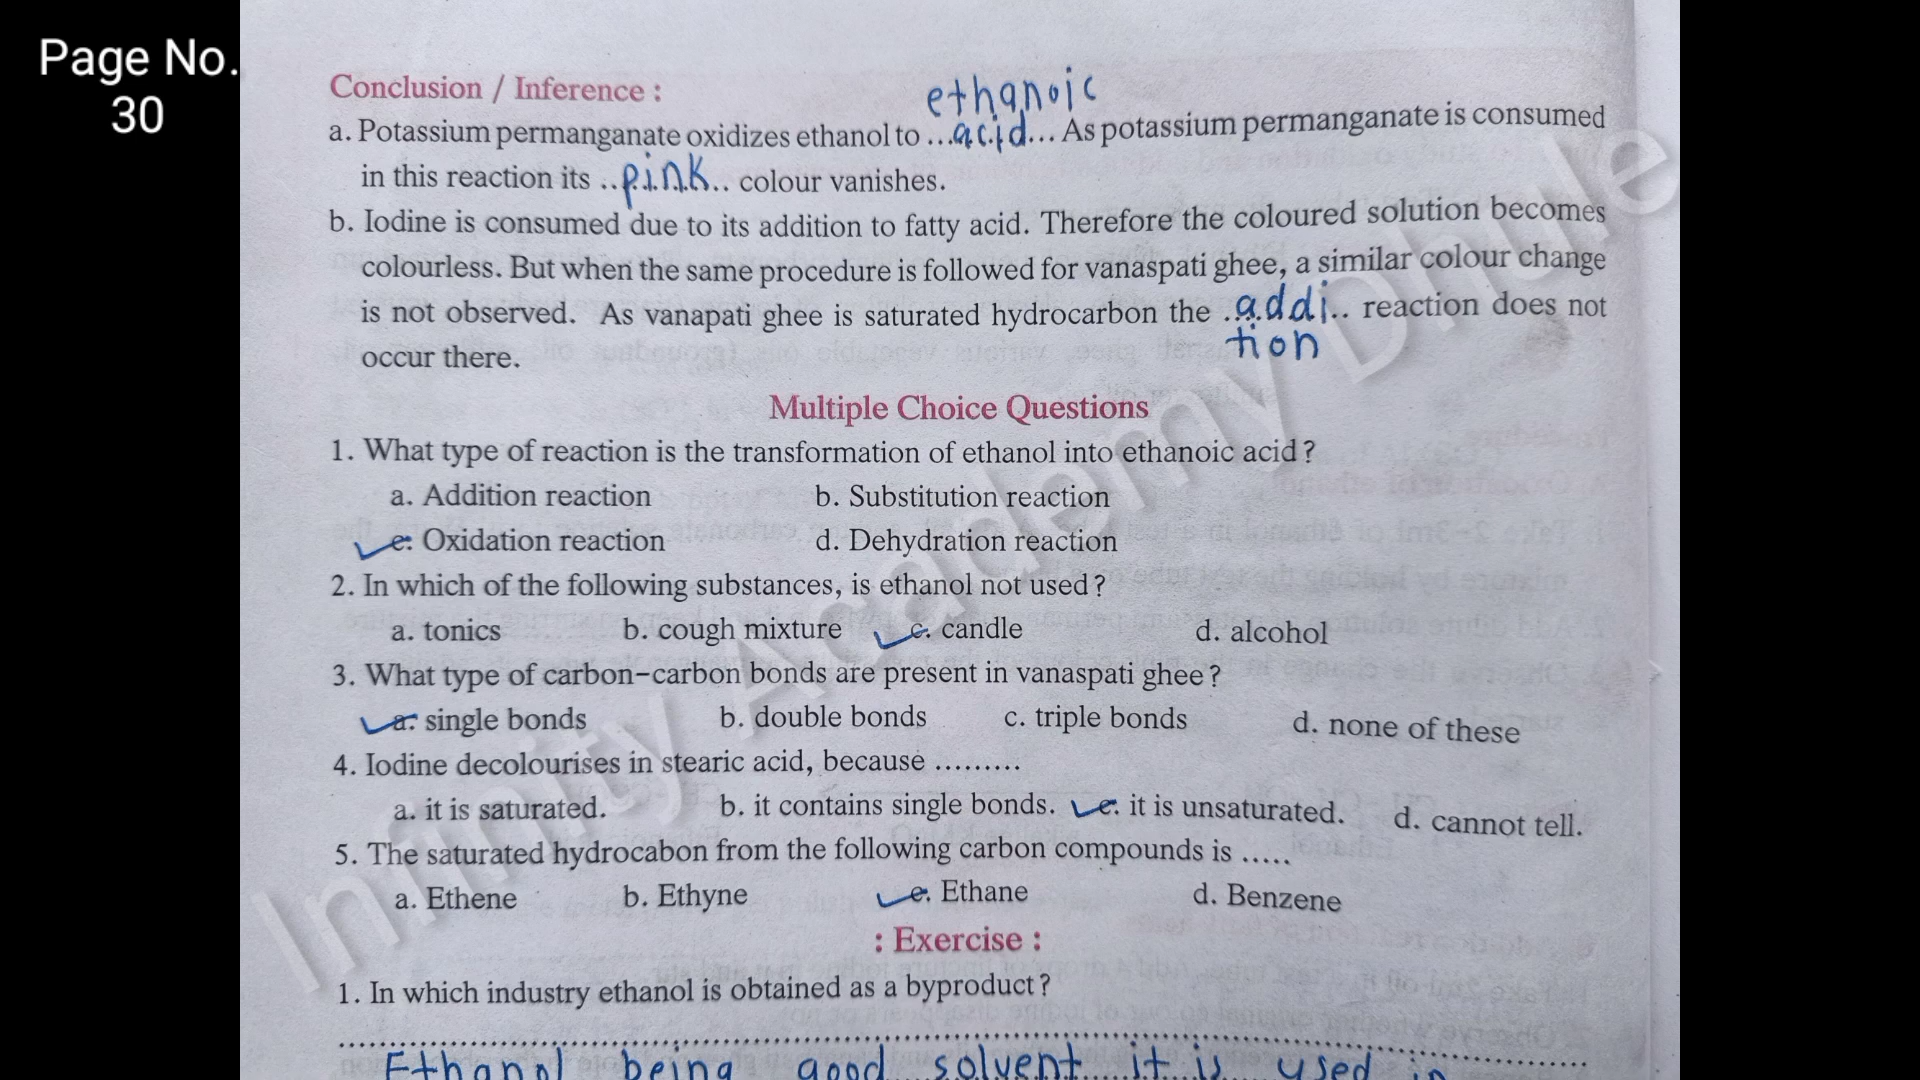 Page No.
30
Conclusion / Inference :
ethanoic
a. Potassium permanganate oxidizes ethanol to ...acid... As potassium permanganate is consumed
in this reaction its ..pink.. colour vanishes.
b. Iodine is consumed due to its addition to fatty acid. Therefore the coloured solution becomes
colourless. But when the same procedure is followed for vanaspati ghee, a similar colour change
is not observed. As vanapati ghee is saturated hydrocarbon the ..addi.. reaction does not
tion
occur there.
Multiple Choice Questions
1. What type of reaction is the transformation of ethanol into ethanoic acid?
a. Addition reaction b. Substitution reaction
c. Oxidation reaction d. Dehydration reaction
2. In which of the following substances, is ethanol not used?
a. tonics b. cough mixture c. candle d. alcohol
3. What type of carbon-carbon bonds are present in vanaspati ghee?
a. single bonds b. double bonds c. triple bonds d. none of these
4. Iodine decolourises in stearic acid, because .........
a. it is saturated. b. it contains single bonds. c. it is unsaturated. d. cannot tell.
5. The saturated hydrocabon from the following carbon compounds is .....
a. Ethene b. Ethyne c. Ethane d. Benzene
: Exercise :
1. In which industry ethanol is obtained as a byproduct?
Ethanol being good solvent it is used in
Infinity Academy Dhule